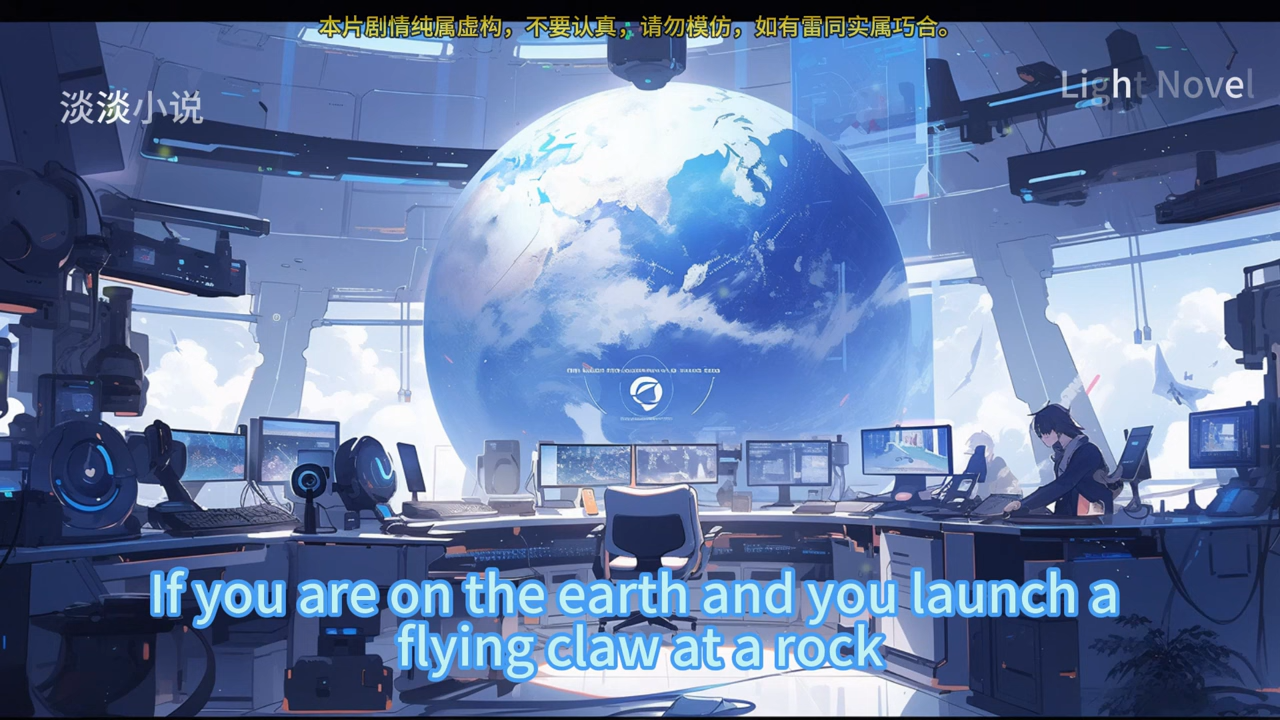 本片剧情纯属虚构，不要认真，请勿模仿，如有雷同实属巧合。
淡淡小说
Light Novel
If you are on the earth and you launch a
flying claw at a rock